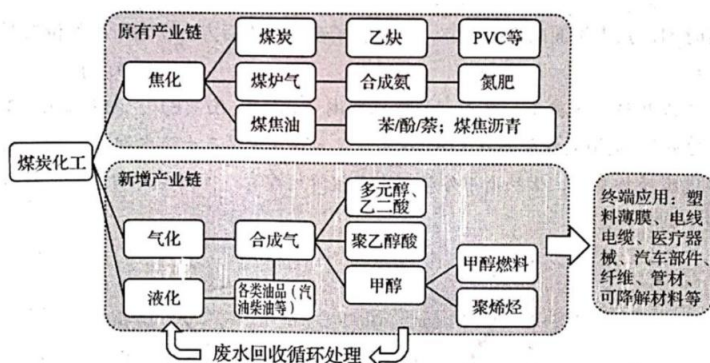 原有产业链
焦化
煤炭
乙炔
PVC等
煤炉气
合成氨
氮肥
煤焦油
苯/酚/萘；煤焦沥青
煤炭化工
新增产业链
气化
合成气
多元醇、
乙二酸
聚乙醇酸
甲醇
甲醇燃料
聚烯烃
液化
各类油品（汽
油柴油等）
终端应用：塑
料薄膜、电线
电缆、医疗器
械、汽车部件、
纤维、管材、
可降解材料等
废水回收循环处理